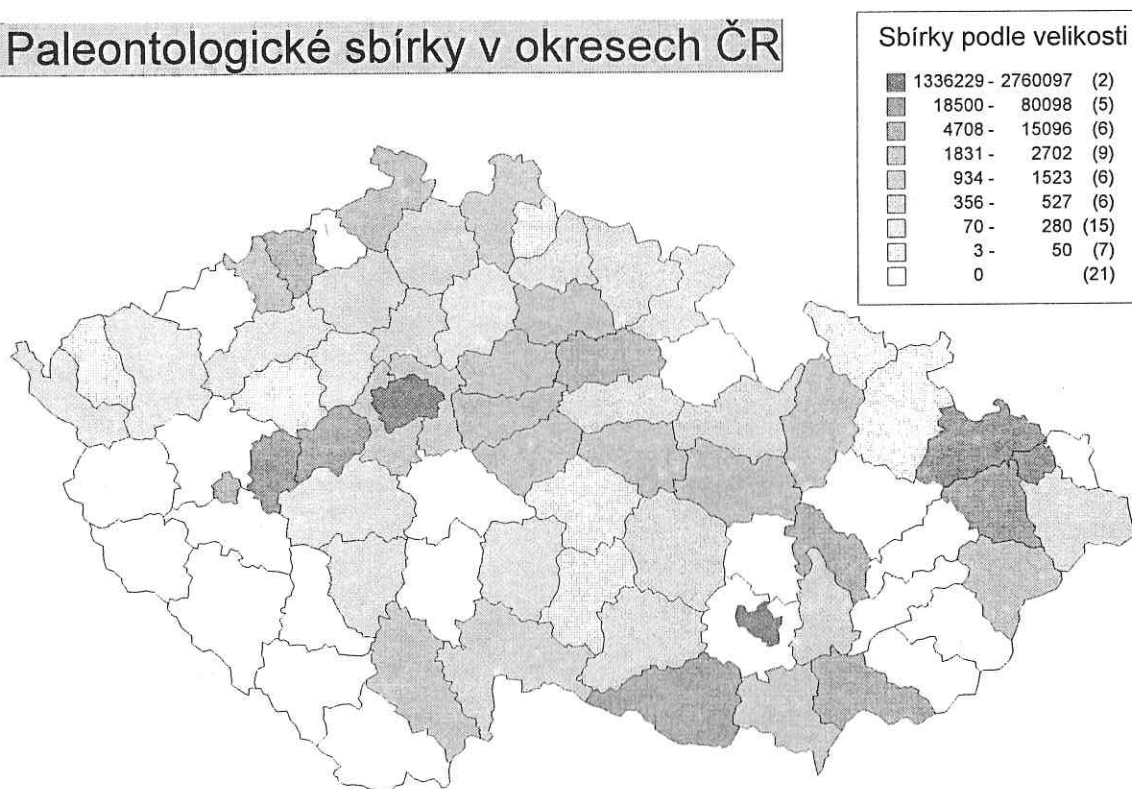 Paleontologické sbírky v okresech ČR
Sbírky podle velikosti
1336229 - 2760097 (2)
18500 - 80098 (5)
4708 - 15096 (6)
1831 - 2702 (9)
934 - 1523 (6)
356 - 527 (6)
70 - 280 (15)
3 - 50 (7)
0 (21)